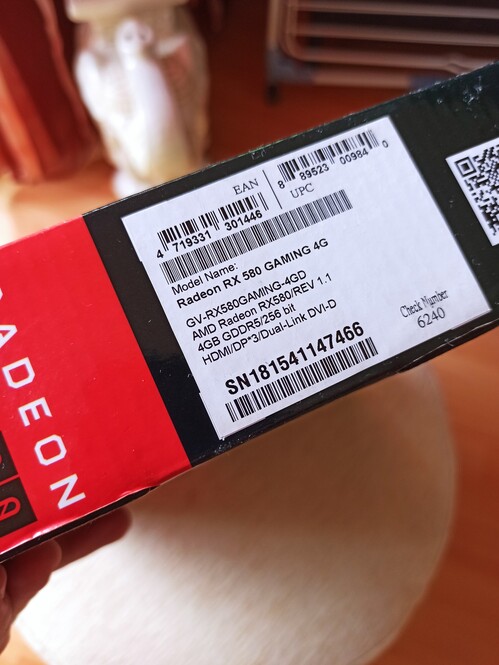 RADEON
EAN
4 719331 301446
UPC
8 89523 00984 0
Model Name:
Radeon RX 580 GAMING 4G
GV-RX580GAMING-4GD
AMD Radeon RX580/REV 1.1
4GB GDDR5/256 bit
HDMI/DP*3/Dual-Link DVI-D
SN181541147466
Check Number
6240